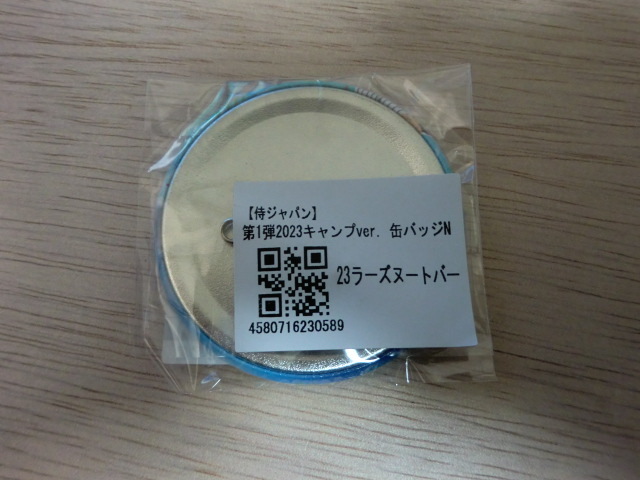 【侍ジャパン】
第1弾2023キャンプver. 缶バッジN
23ラーズヌートバー
4580716230589